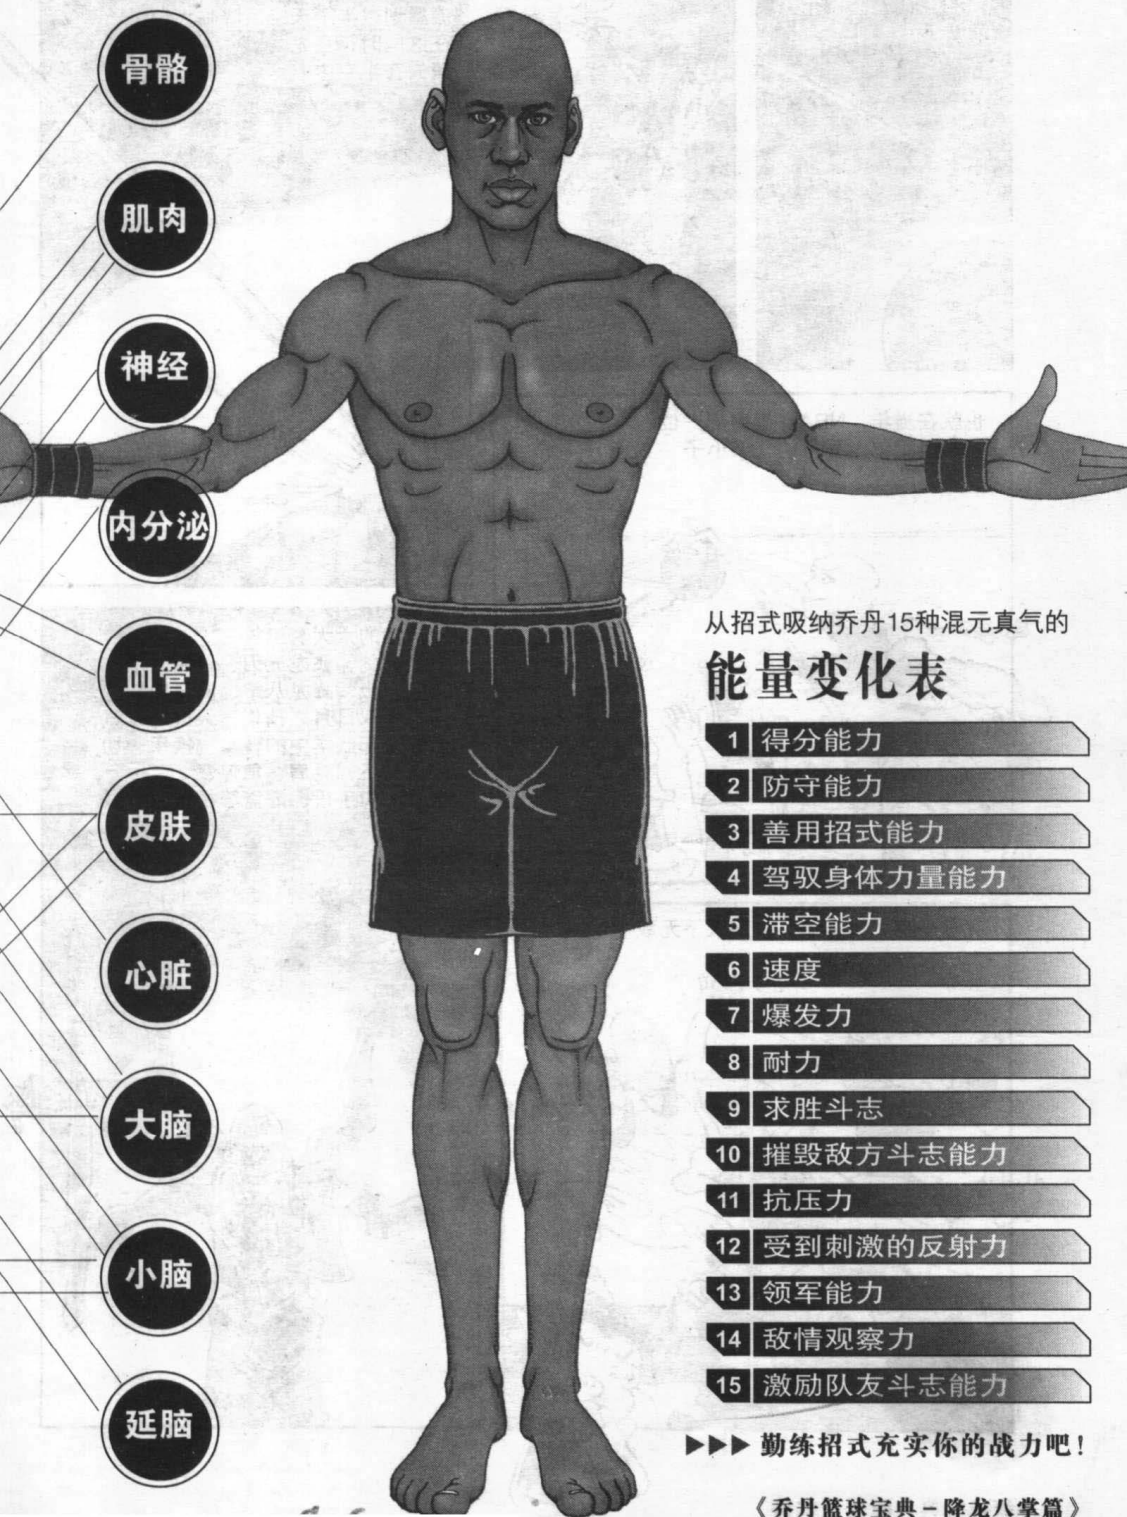 骨骼
肌肉
神经
内分泌
血管
皮肤
心脏
大脑
小脑
延脑
从招式吸纳乔丹15种混元真气的
能量变化表
1 得分能力
2 防守能力
3 善用招式能力
4 驾驭身体力量能力
5 滞空能力
6 速度
7 爆发力
8 耐力
9 求胜斗志
10 摧毁敌方斗志能力
11 抗压力
12 受到刺激的反射力
13 领军能力
14 敌情观察力
15 激励队友斗志能力
▶▶▶勤练招式充实你的战力吧!
《乔丹篮球宝典-降龙八掌篇》